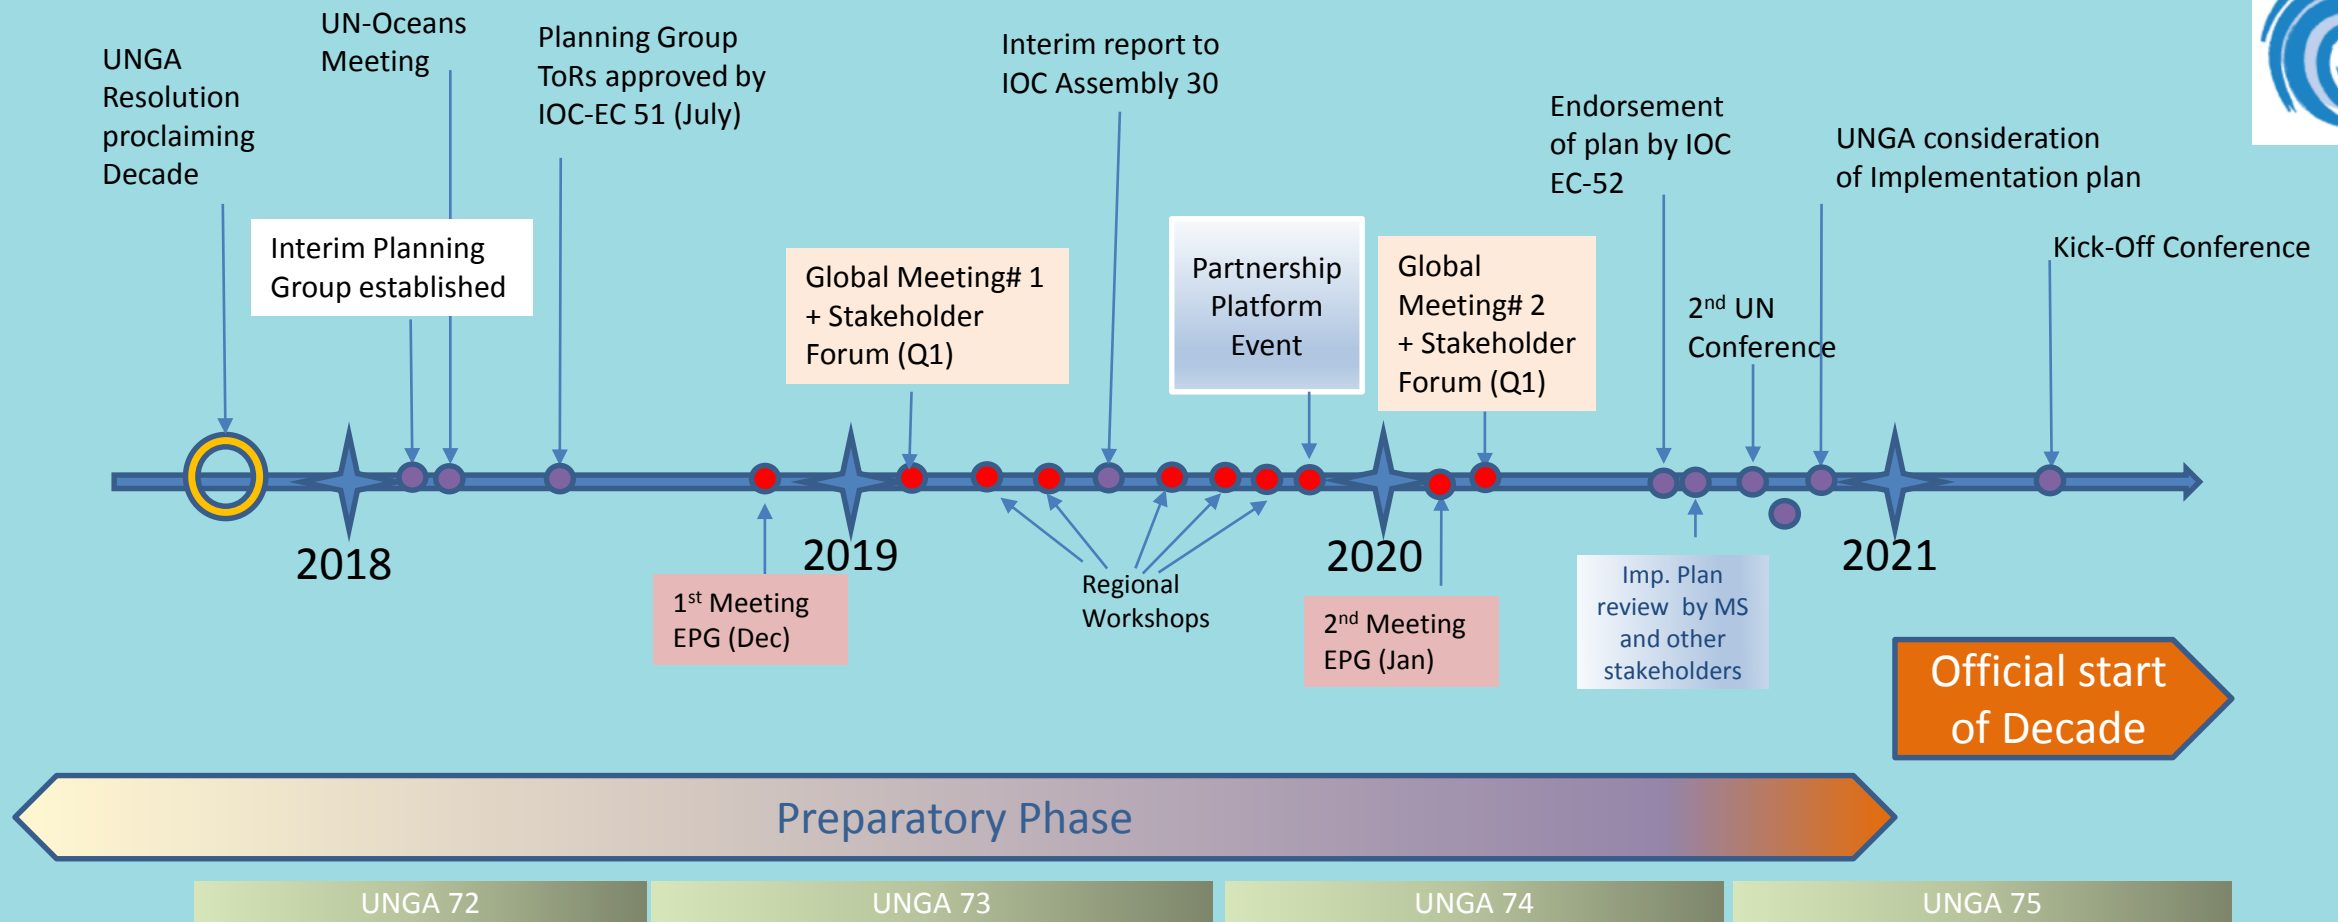 UNGA
Resolution
proclaiming
Decade
UN-Oceans
Meeting
Planning Group
ToRs approved by
IOC-EC 51 (July)
Interim report to
IOC Assembly 30
Endorsement
of plan by IOC
EC-52
UNGA consideration
of Implementation plan
Kick-Off Conference
Interim Planning
Group established
Global Meeting# 1
+ Stakeholder
Forum (Q1)
Partnership
Platform
Event
Global
Meeting# 2
+ Stakeholder
Forum (Q1)
2nd UN
Conference
2018
2019
2020
2021
1st Meeting
EPG (Dec)
Regional
Workshops
2nd Meeting
EPG (Jan)
Imp. Plan
review by MS
and other
stakeholders
Official start
of Decade
Preparatory Phase
UNGA 72
UNGA 73
UNGA 74
UNGA 75